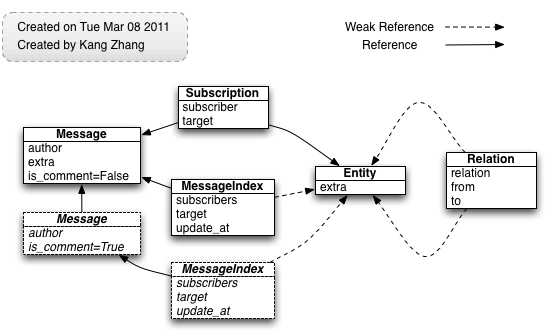 Created on Tue Mar 08 2011
Created by Kang Zhang
Weak Reference
Reference
Subscription
subscriber
target
Message
author
extra
is_comment=False
MessageIndex
subscribers
target
update_at
Entity
extra
Relation
relation
from
to
Message
author
is_comment=True
MessageIndex
subscribers
target
update_at